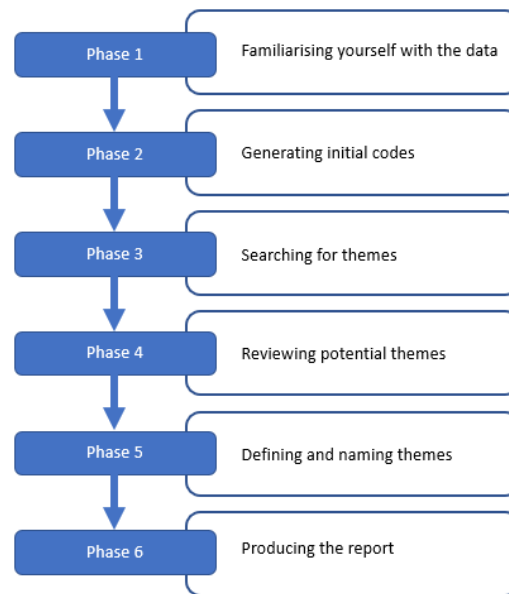 Phase 1
Familiarising yourself with the data
Phase 2
Generating initial codes
Phase 3
Searching for themes
Phase 4
Reviewing potential themes
Phase 5
Defining and naming themes
Phase 6
Producing the report